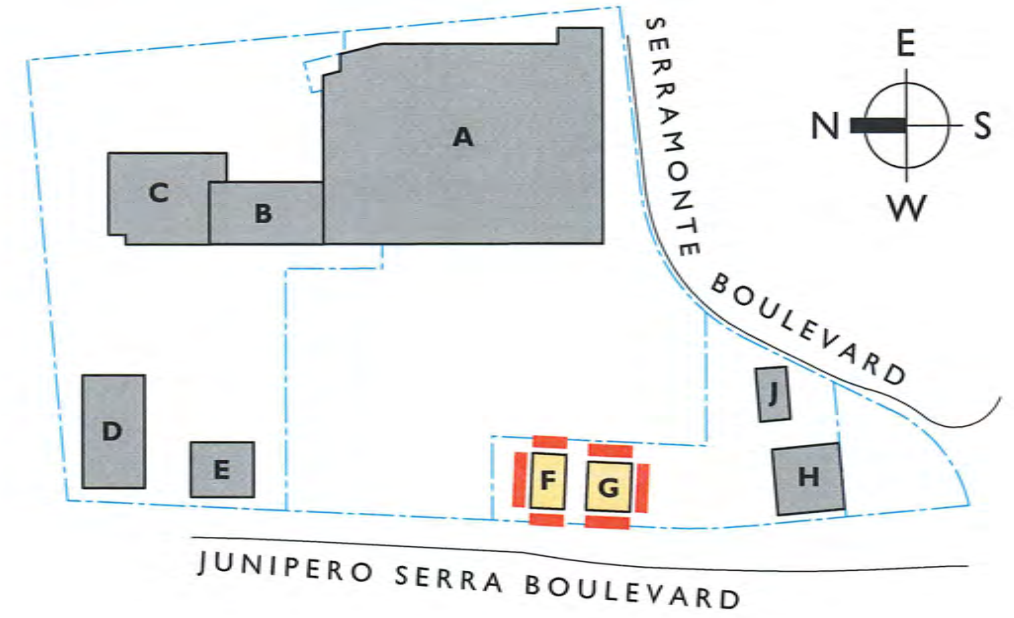 SERRAMONTE BOULEVARD
E
N
S
W
A
C
B
J
D
E
F
G
H
JUNIPERO SERRA BOULEVARD